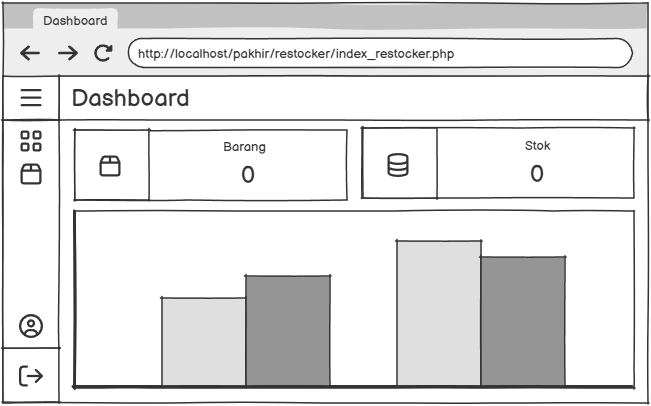 Dashboard
http://localhost/pakhir/restocker/index_restocker.php
Dashboard
Barang
0
Stok
0